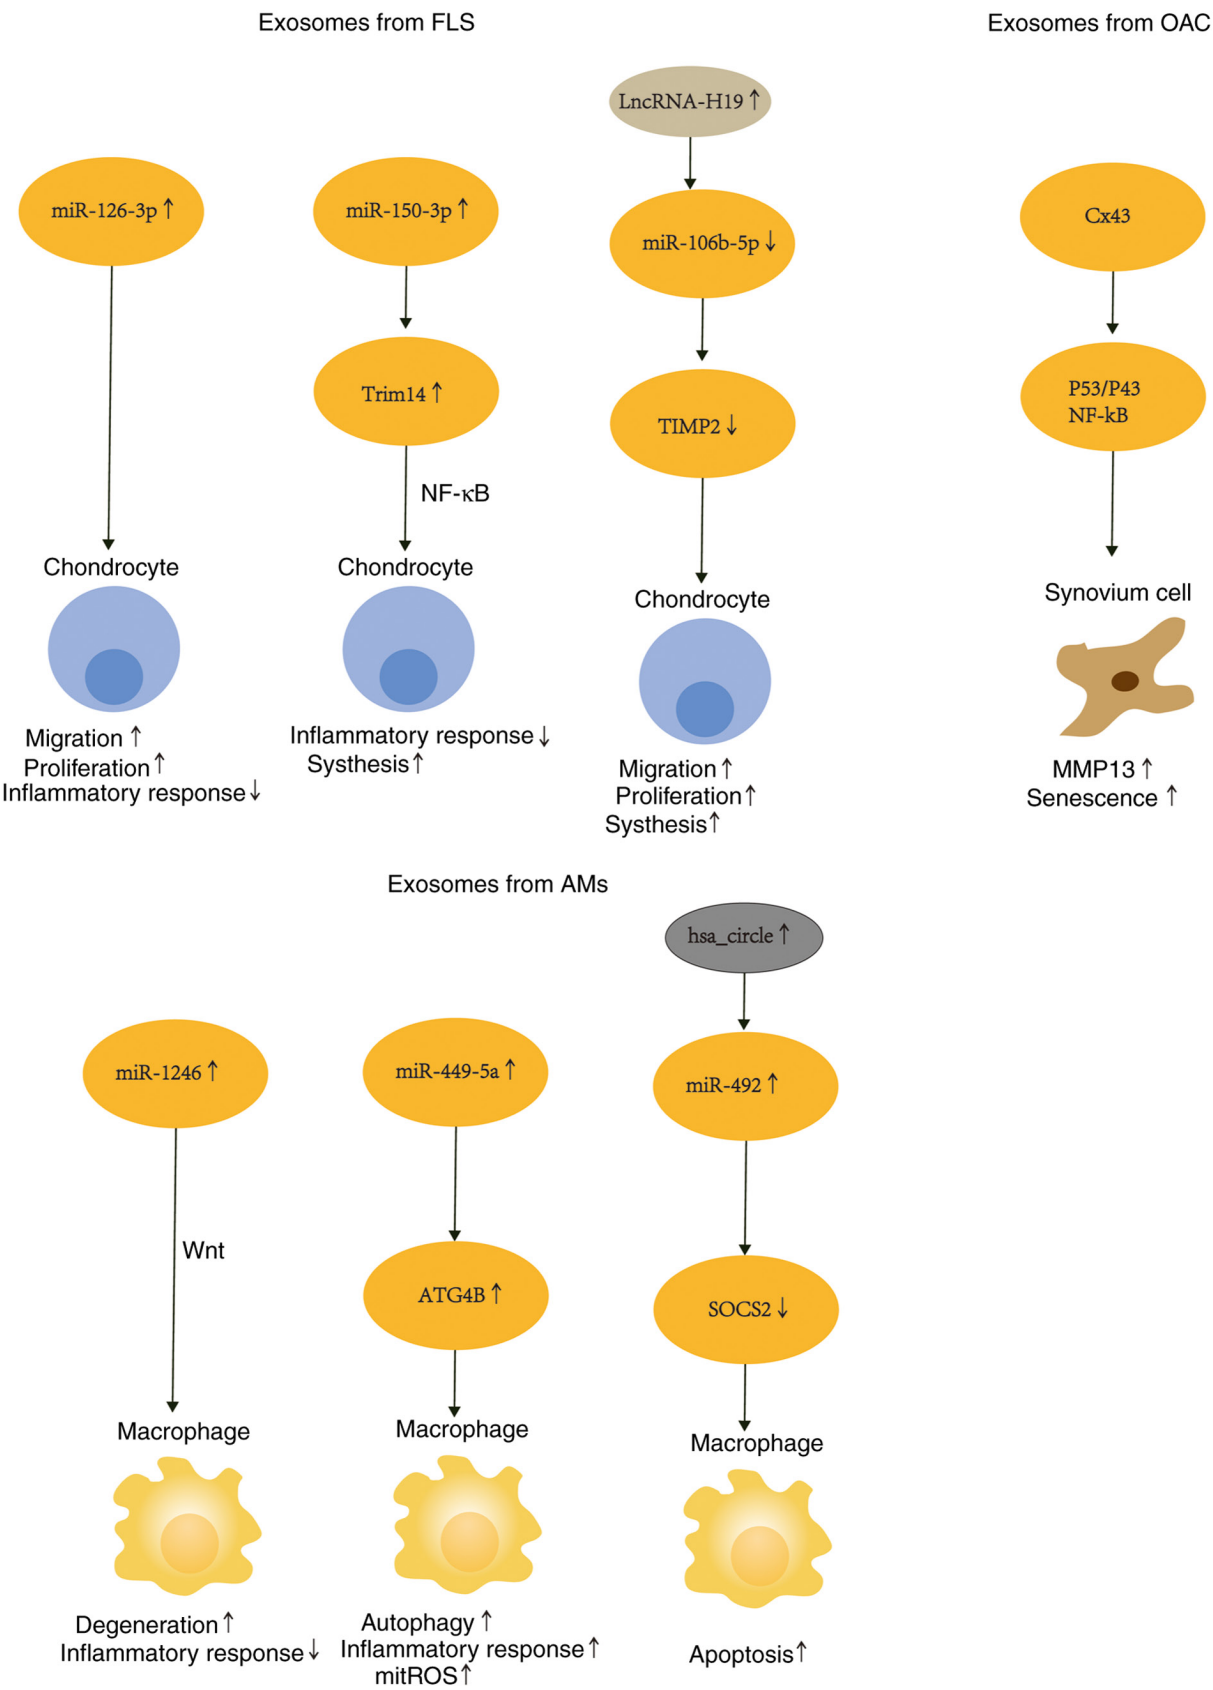 Exosomes from FLS
Exosomes from OAC
LncRNA-H19 ↑
miR-126-3p ↑
miR-150-3p ↑
miR-106b-5p ↓
Cx43
Trim14 ↑
TIMP2 ↓
P53/P43
NF-kB
NF-κB
Chondrocyte
Chondrocyte
Chondrocyte
Synovium cell
Migration ↑
Proliferation ↑
Inflammatory response ↓
Inflammatory response ↓
Systhesis ↑
Migration ↑
Proliferation ↑
Systhesis ↑
MMP13 ↑
Senescence ↑
Exosomes from AMs
hsa_circle ↑
miR-1246 ↑
miR-449-5a ↑
miR-492 ↑
Wnt
ATG4B ↑
SOCS2 ↓
Macrophage
Macrophage
Macrophage
Degeneration ↑
Inflammatory response ↓
Autophagy ↑
Inflammatory response ↑
mitROS ↑
Apoptosis ↑